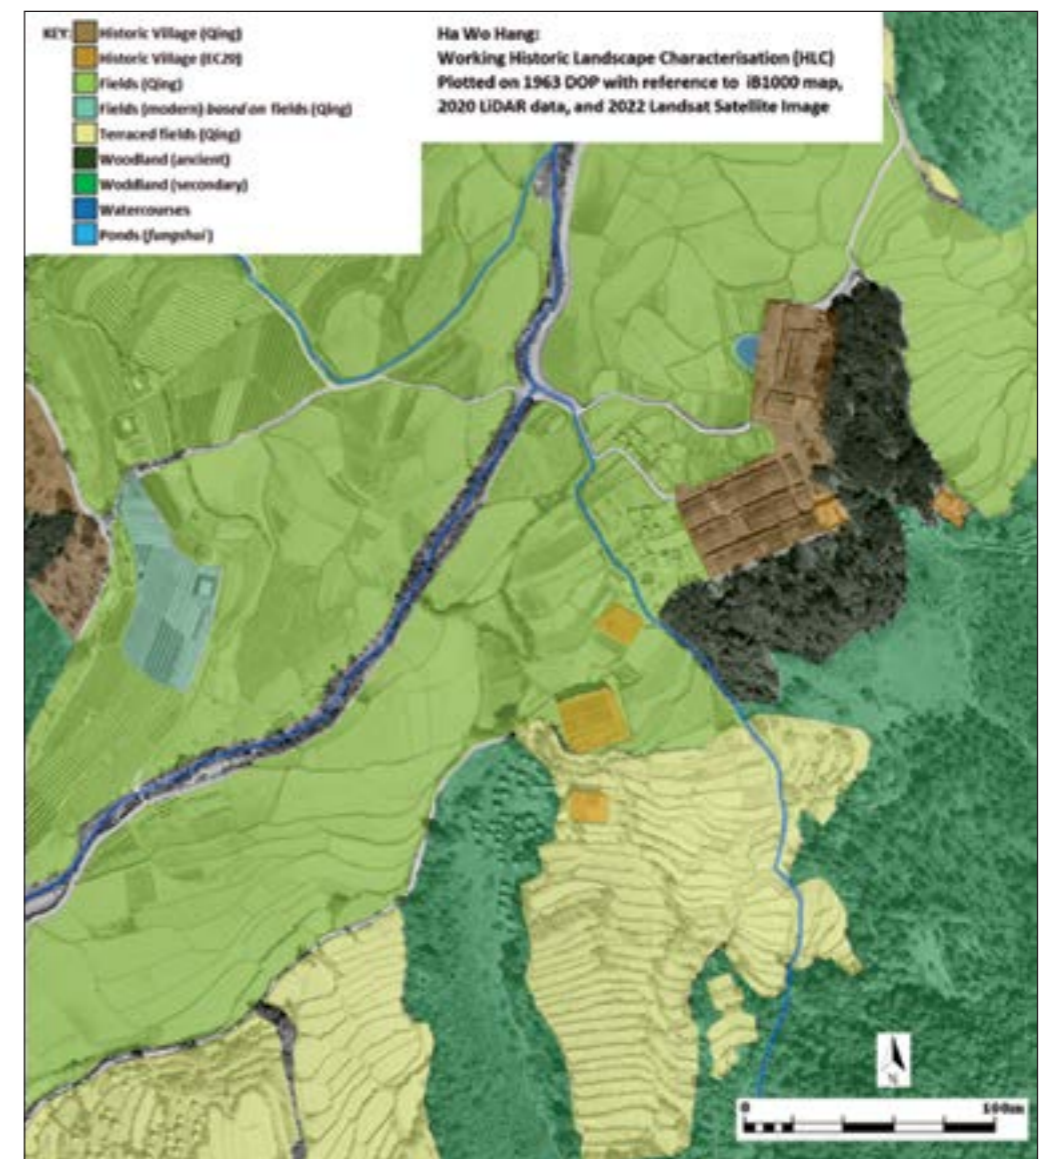 KEY: Historic Village (Qing)
Historic Village (EC20)
Fields (Qing)
Fields (modern) based on fields (Qing)
Terraced fields (Qing)
Woodland (ancient)
Woddland (secondary)
Watercourses
Ponds (fungshui)
Ha Wo Hang:
Working Historic Landscape Characterisation (HLC)
Plotted on 1963 DOP with reference to iB1000 map,
2020 LiDAR data, and 2022 Landsat Satellite Image
N
0 100m